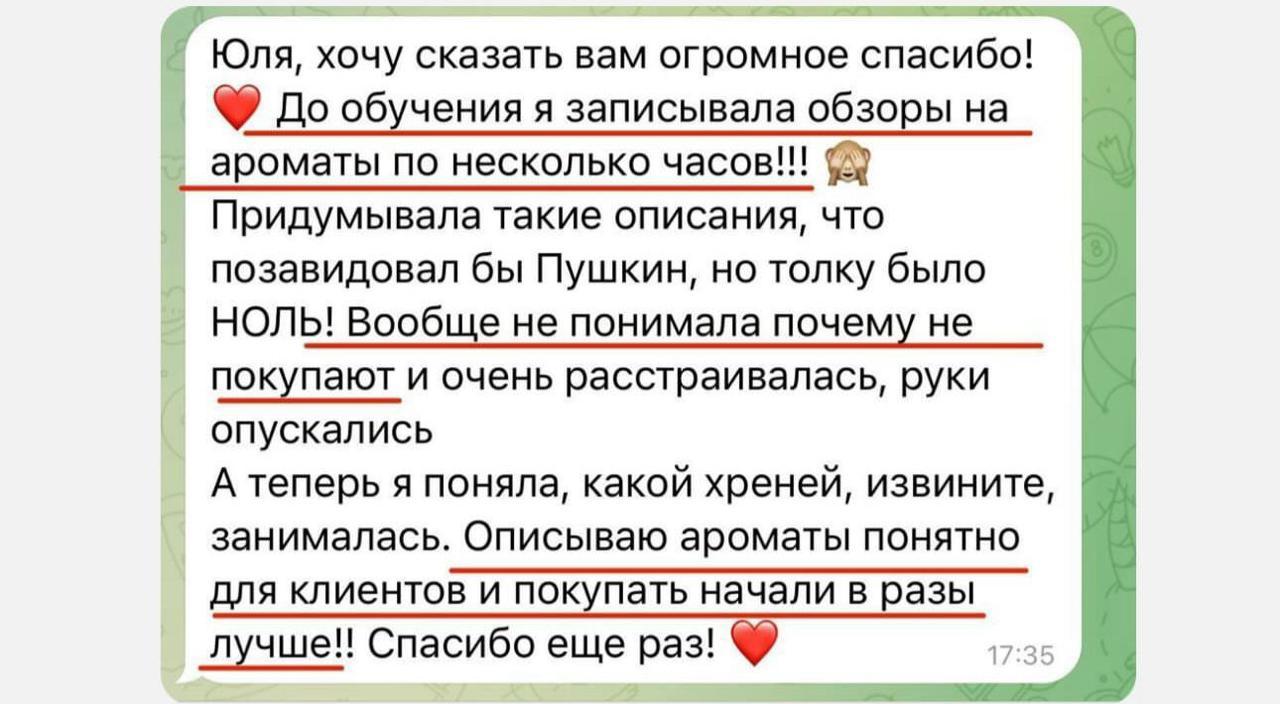 Юля, хочу сказать вам огромное спасибо!
❤️ До обучения я записывала обзоры на
ароматы по несколько часов!!! 🙈
Придумывала такие описания, что
позавидовал бы Пушкин, но толку было
НОЛЬ! Вообще не понимала почему не
покупают и очень расстраивалась, руки
опускались
А теперь я поняла, какой хреней, извините,
занималась. Описываю ароматы понятно
для клиентов и покупать начали в разы
лучше!! Спасибо еще раз! ❤️
17:35